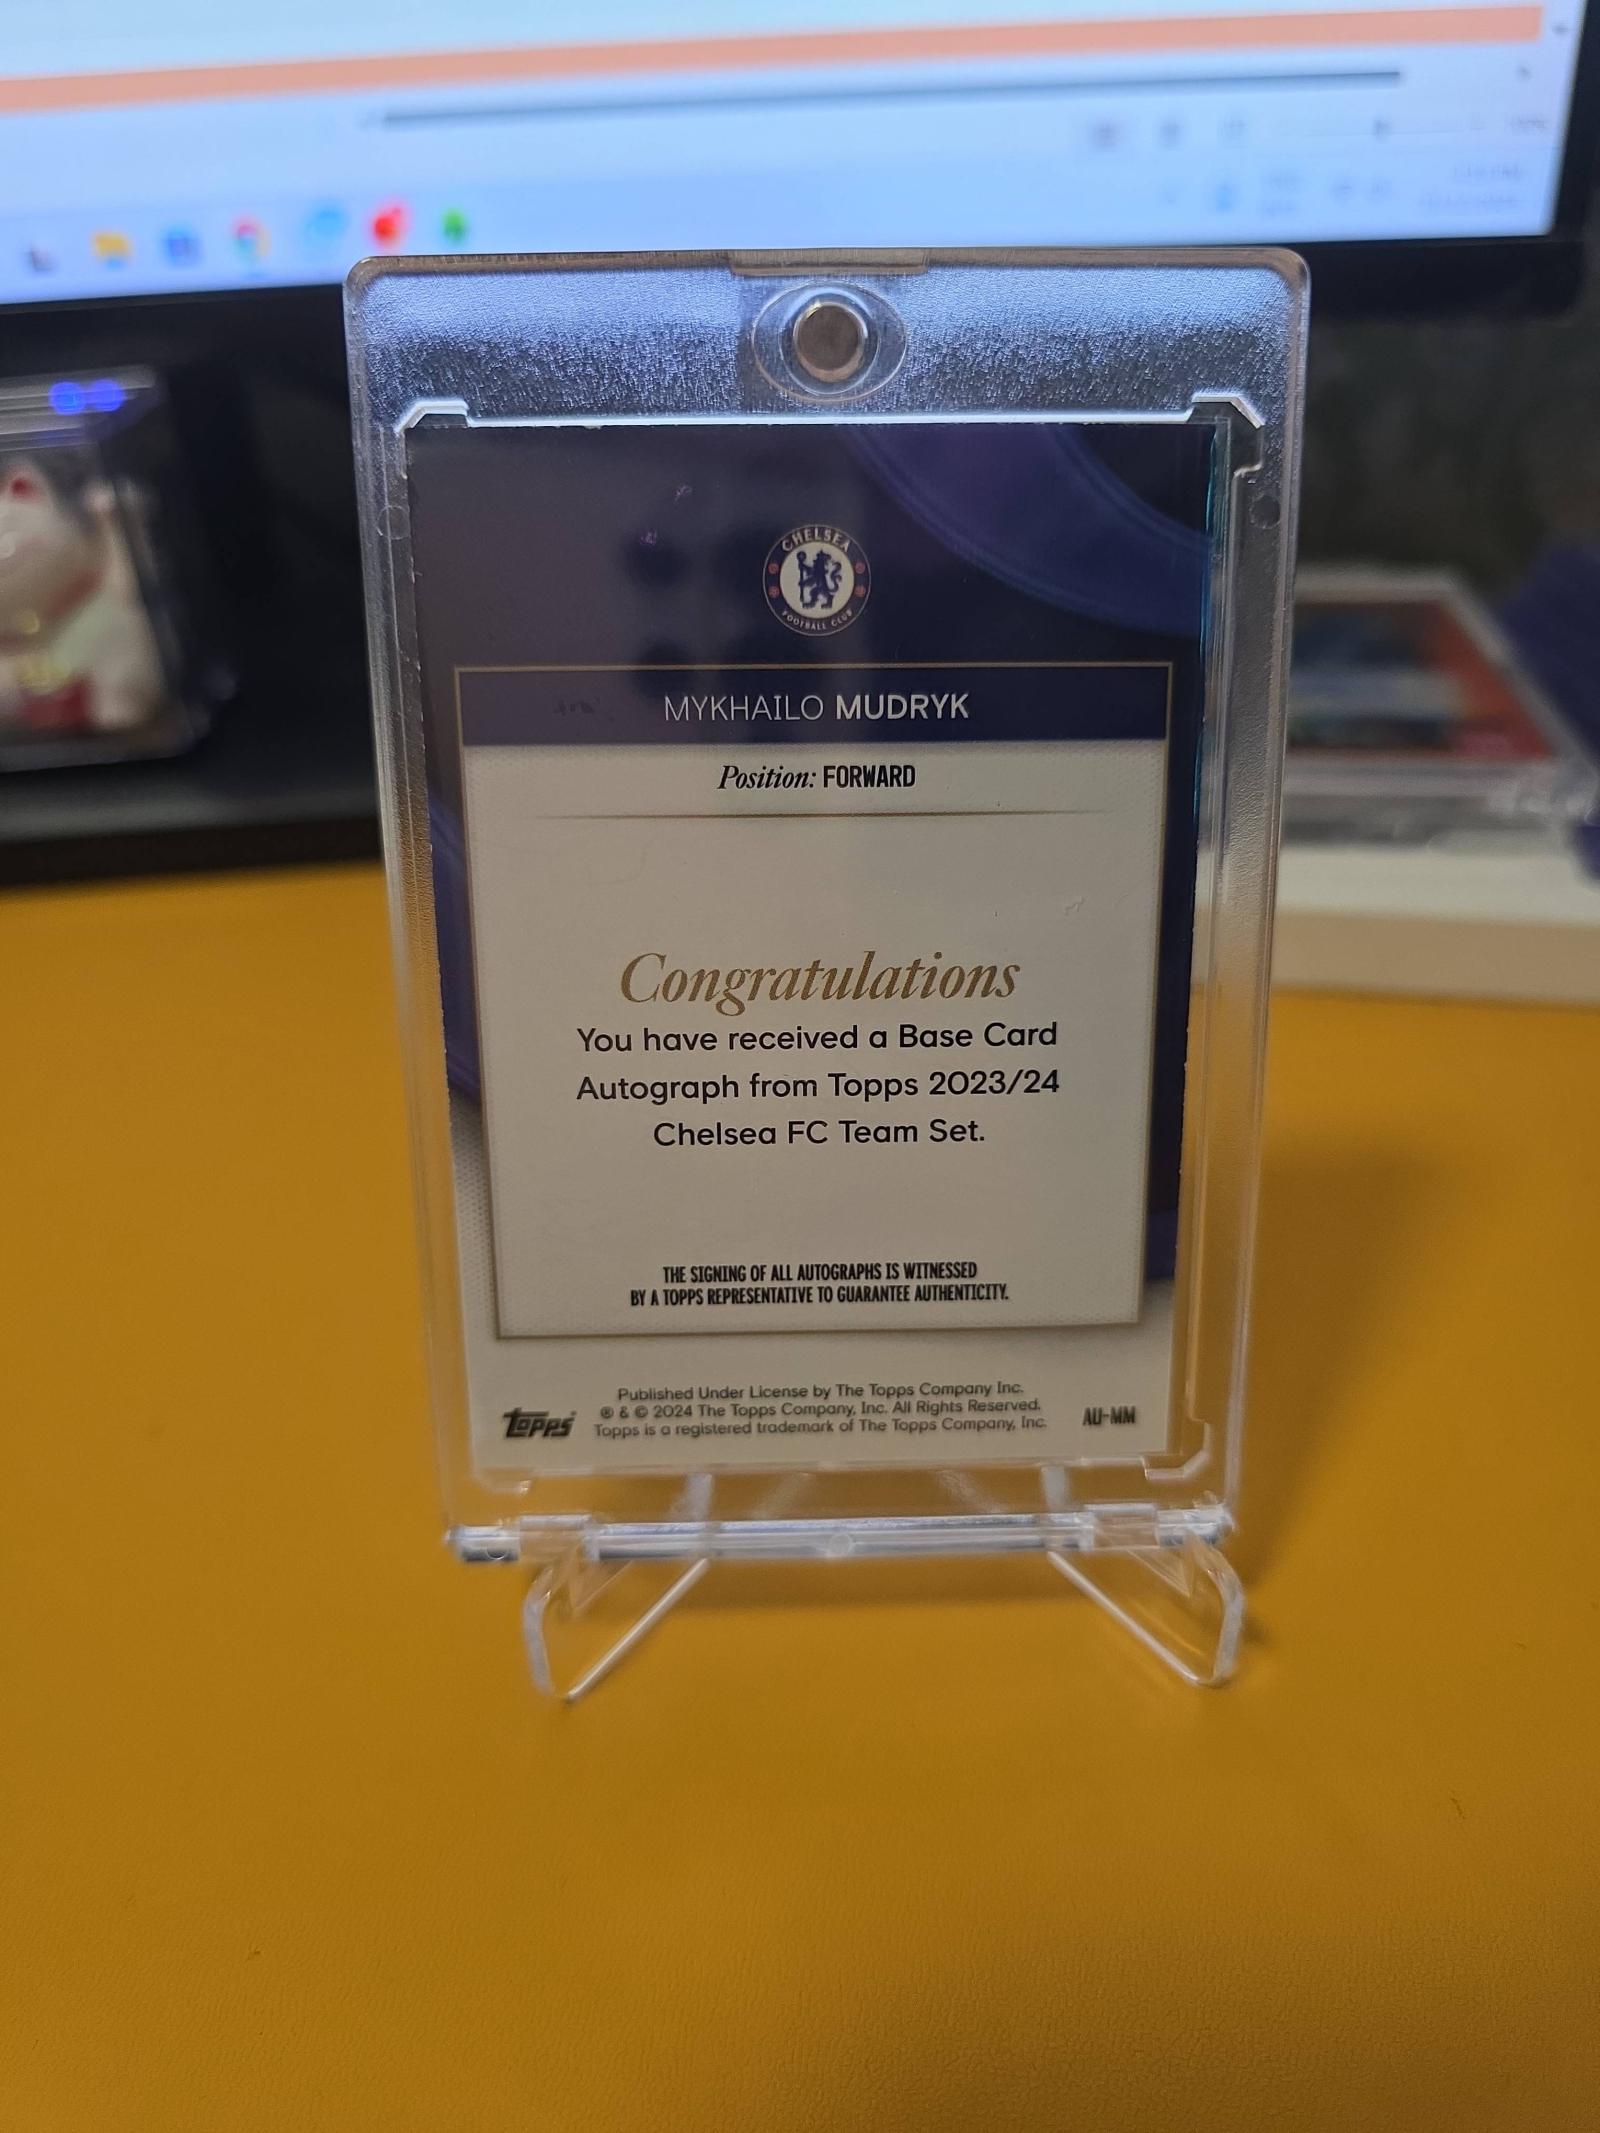 CHELSEA
FOOTBALL CLUB
MYKHAILO MUDRYK
Position: FORWARD
Congratulations
You have received a Base Card
Autograph from Topps 2023/24
Chelsea FC Team Set.
THE SIGNING OF ALL AUTOGRAPHS IS WITNESSED
BY A TOPPS REPRESENTATIVE TO GUARANTEE AUTHENTICITY.
Published Under License by The Topps Company Inc.
® & © 2024 The Topps Company, Inc. All Rights Reserved.
Topps is a registered trademark of The Topps Company, Inc.
Topps
AU-MM